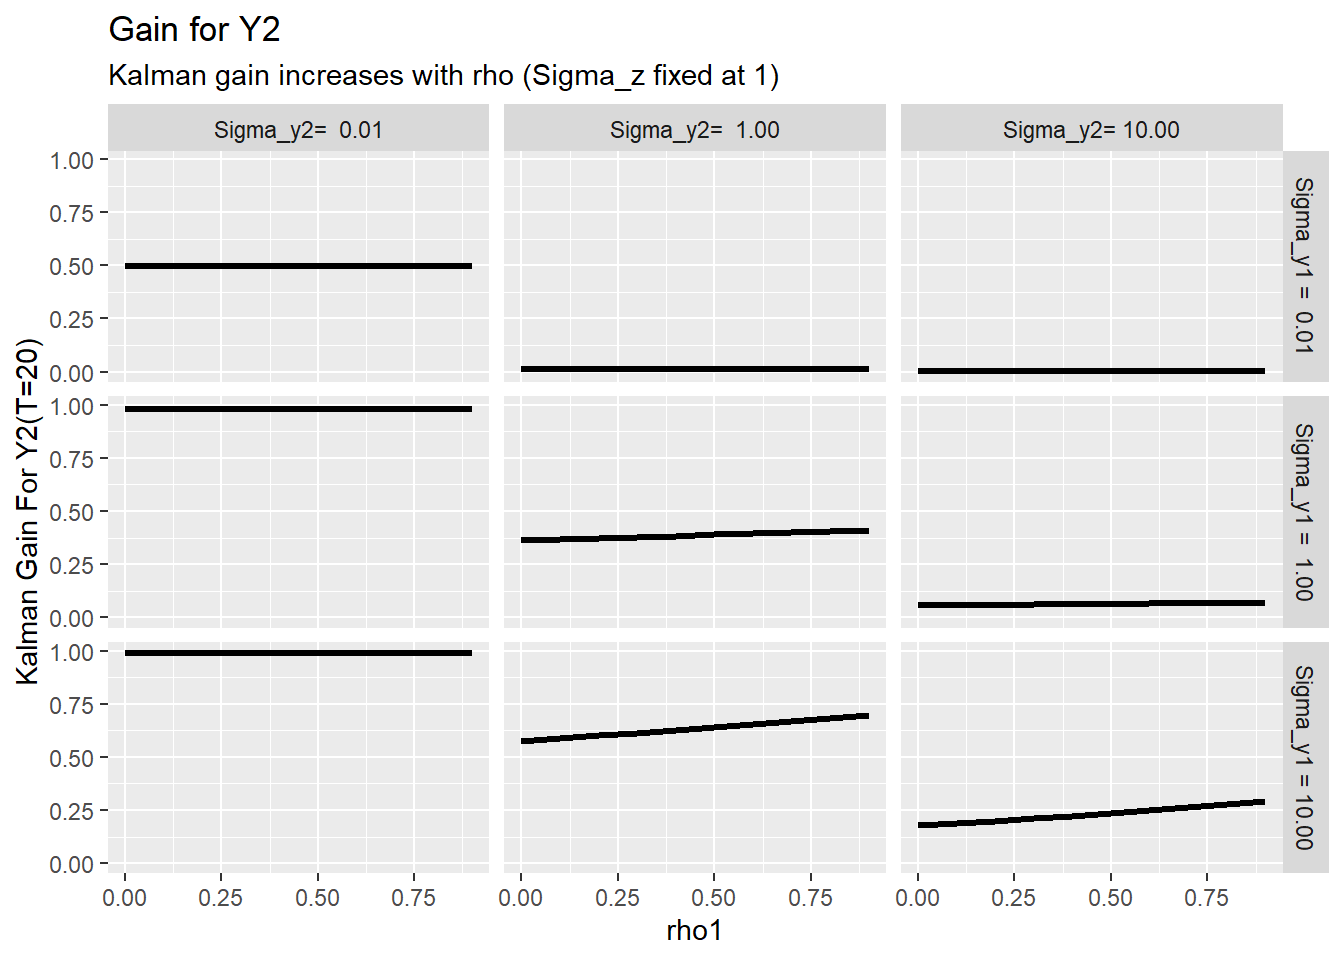 Gain for Y2
Kalman gain increases with rho (Sigma_z fixed at 1)
Sigma_y2=  0.01
Sigma_y2=  1.00
Sigma_y2= 10.00
1.00
0.75
0.50
0.25
0.00
Sigma_y1 =  0.01
1.00
0.75
0.50
0.25
0.00
Sigma_y1 =  1.00
1.00
0.75
0.50
0.25
0.00
Sigma_y1 = 10.00
Kalman Gain For Y2(T=20)
0.00 0.25 0.50 0.75
0.00 0.25 0.50 0.75
0.00 0.25 0.50 0.75
rho1